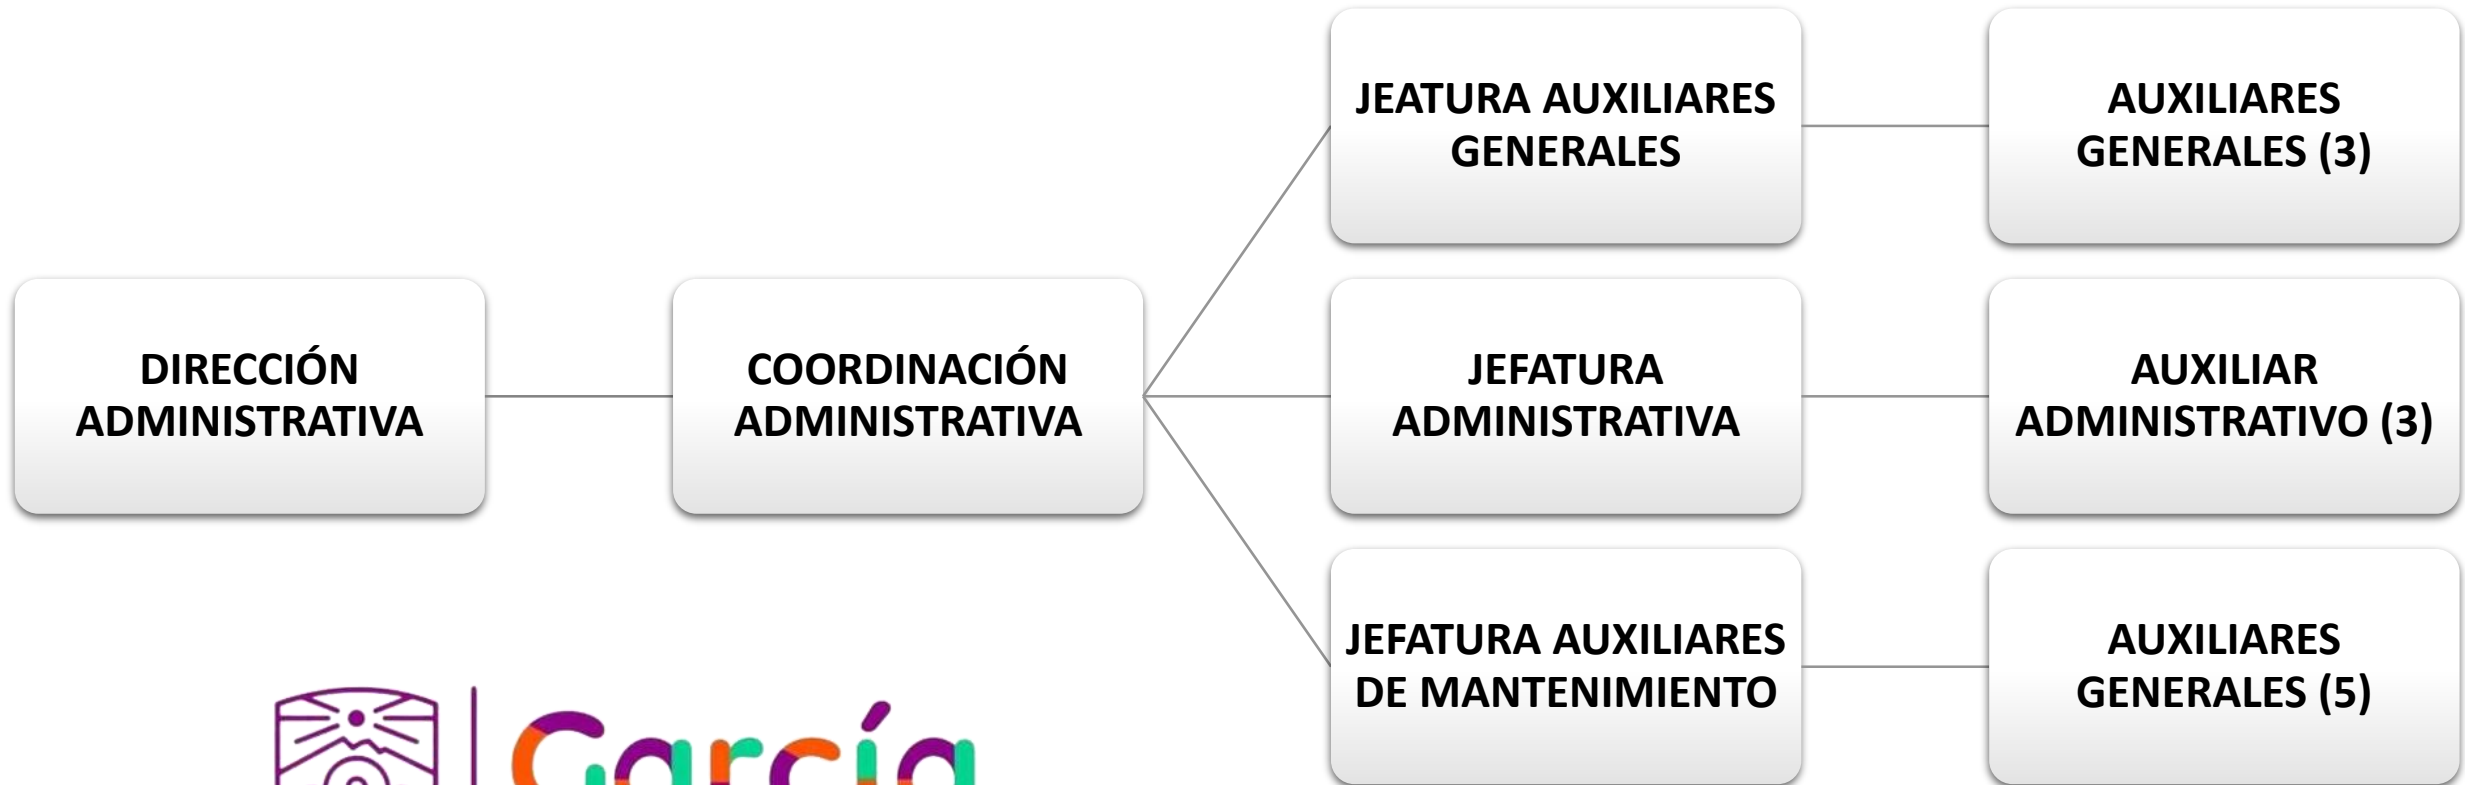 JEATURA AUXILIARES
GENERALES
AUXILIARES
GENERALES (3)
DIRECCIÓN
ADMINISTRATIVA
COORDINACIÓN
ADMINISTRATIVA
JEFATURA
ADMINISTRATIVA
AUXILIAR
ADMINISTRATIVO (3)
JEFATURA AUXILIARES
DE MANTENIMIENTO
AUXILIARES
GENERALES (5)
García